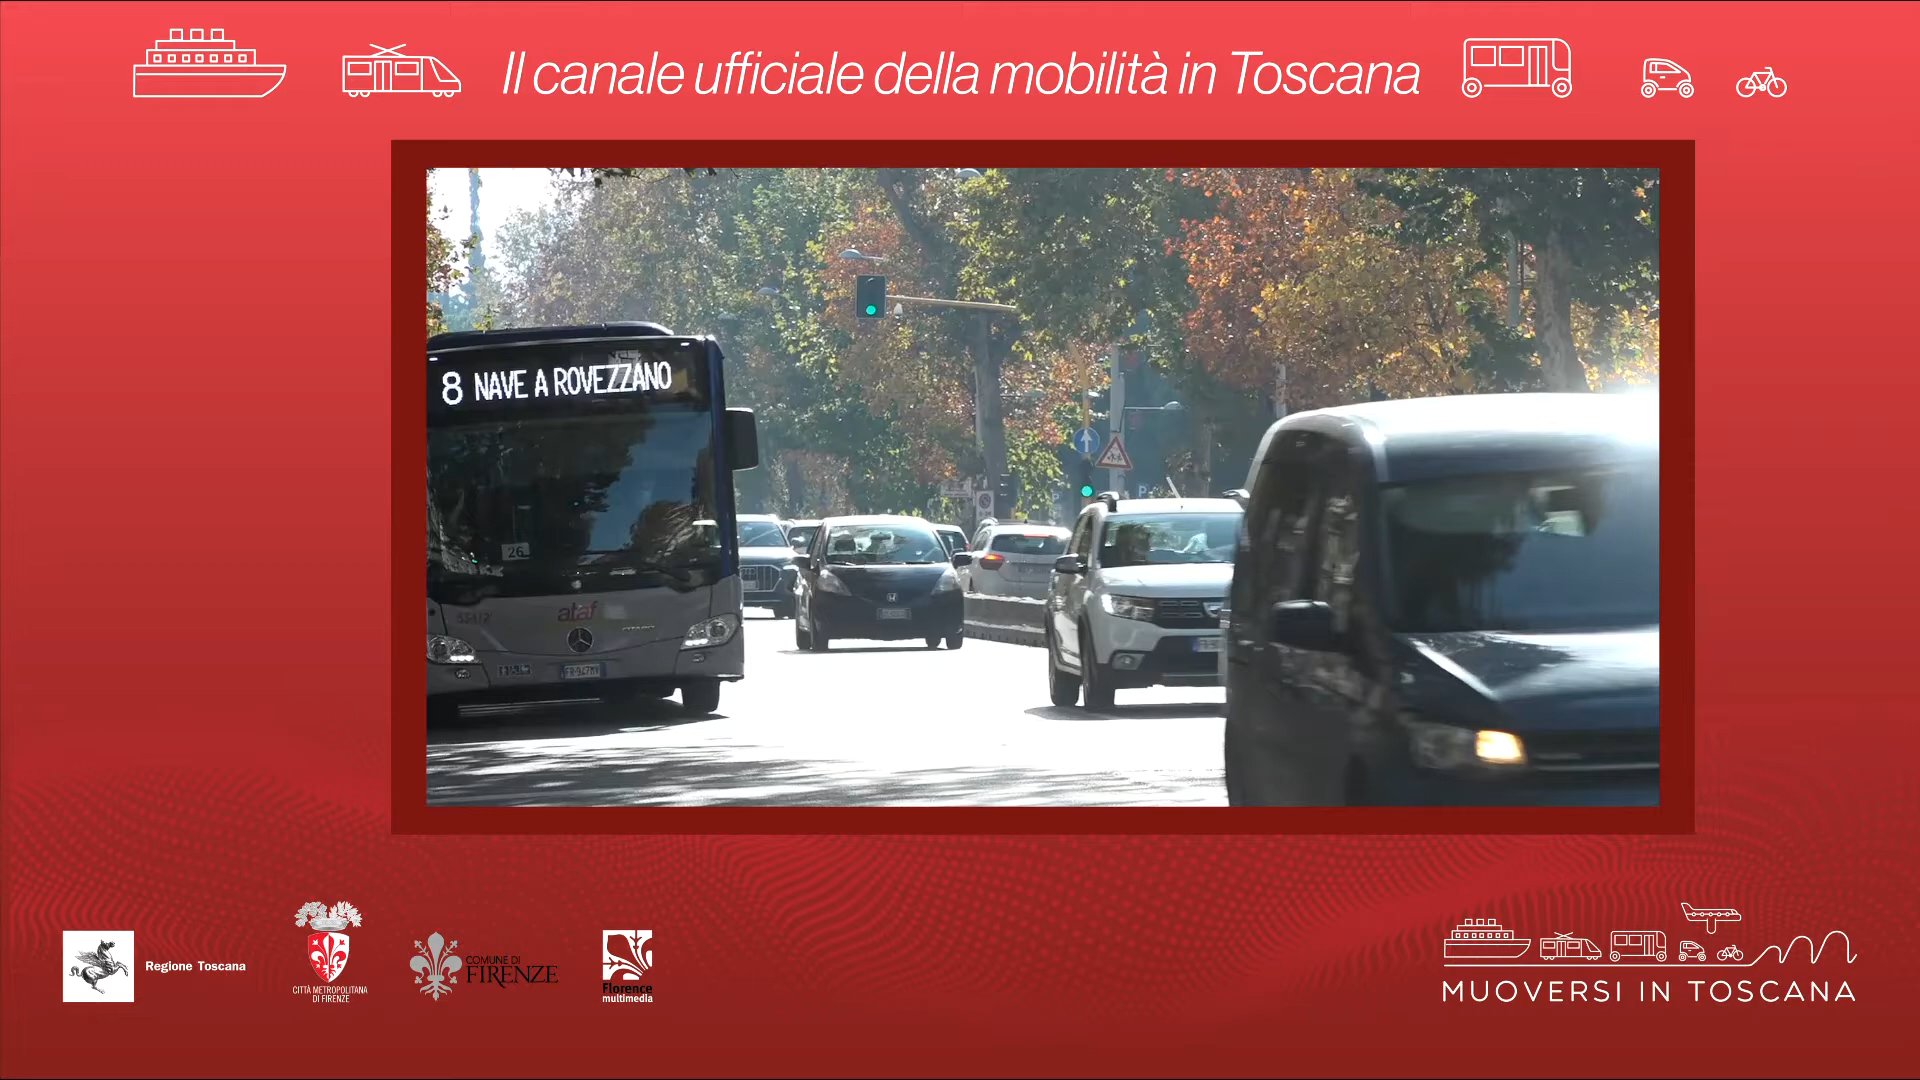 Il canale ufficiale della mobilità in Toscana
8 NAVE A ROVEZZANO
26
ataf
Regione Toscana
CITTÀ METROPOLITANA
DI FIRENZE
COMUNE DI
FIRENZE
Florence
multimedia
MUOVERSI IN TOSCANA